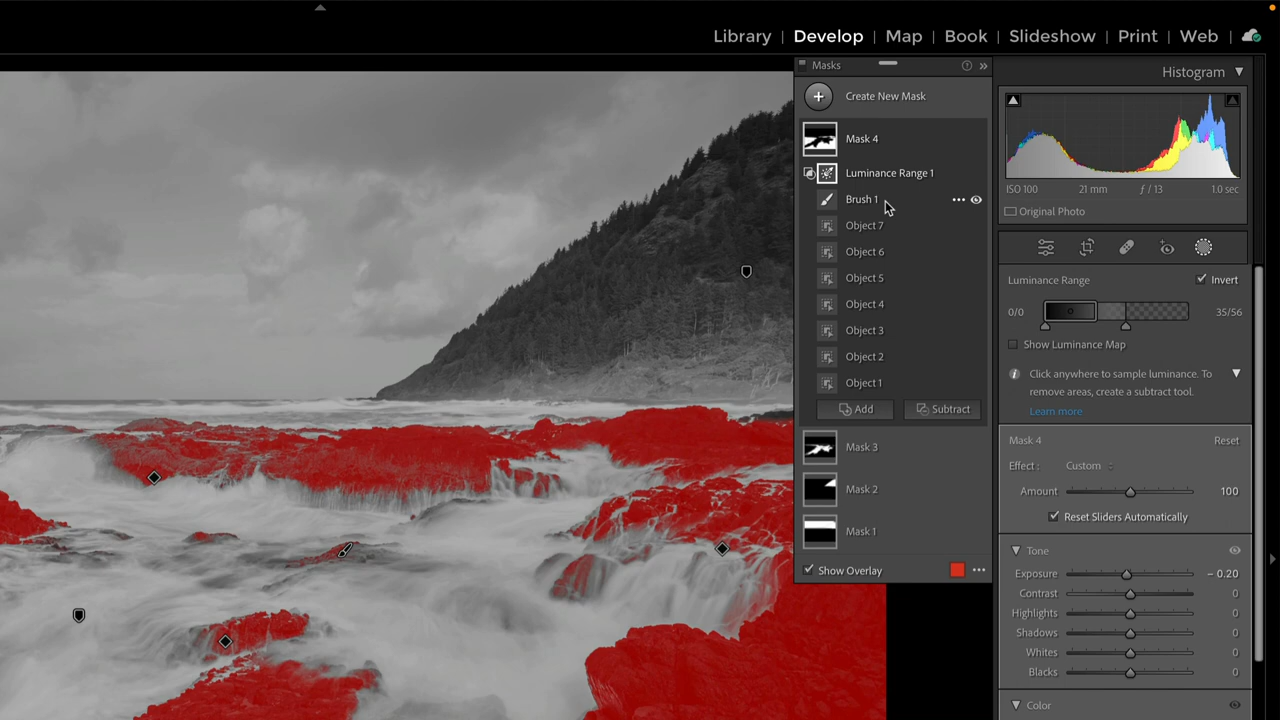 Library | Develop | Map | Book | Slideshow | Print | Web |
Masks
Create New Mask
Mask 4
Luminance Range 1
Brush 1
Object 7
Object 6
Object 5
Object 4
Object 3
Object 2
Object 1
Add
Subtract
Mask 3
Mask 2
Mask 1
Show Overlay
Histogram
ISO 100 21 mm ƒ / 13 1.0 sec
Original Photo
Luminance Range Invert
0/0 35/56
Show Luminance Map
Click anywhere to sample luminance. To
remove areas, create a subtract tool.
Learn more
Mask 4 Reset
Effect : Custom
Amount 100
Reset Sliders Automatically
Tone
Exposure – 0.20
Contrast 0
Highlights 0
Shadows 0
Whites 0
Blacks 0
Color